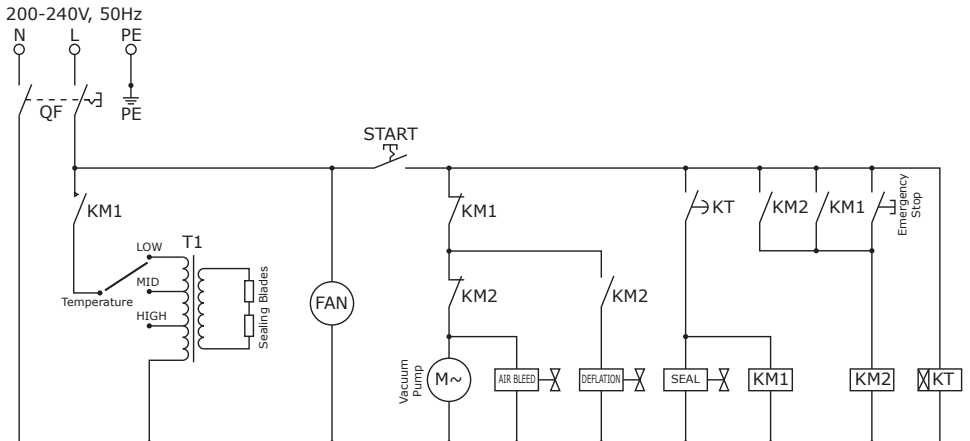 200-240V, 50Hz
N L PE
QF
PE
START
KM1
KM1
KT
KM2
KM1
Emergency
Stop
T1
LOW
MID
HIGH
Temperature
Sealing Blades
FAN
KM2
KM2
Vacuum
Pump
M~
AIR BLEED
DEFLATION
SEAL
KM1
KM2
KT